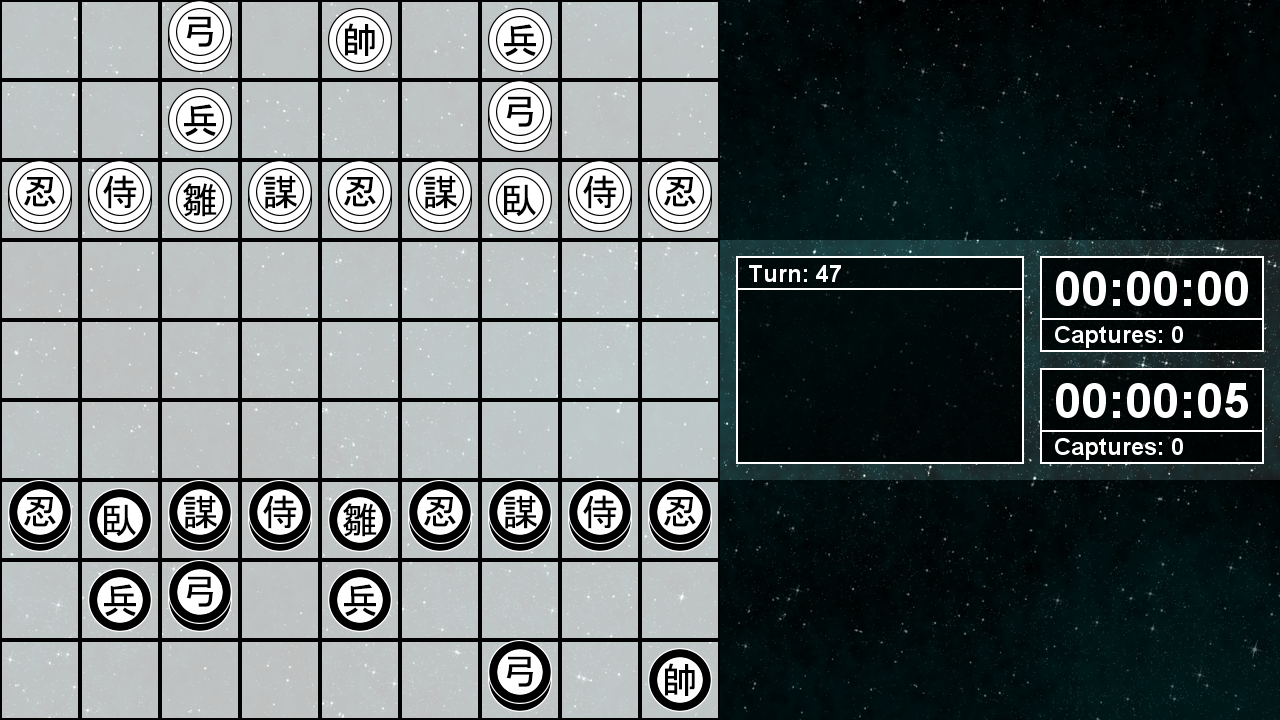 弓 帥 兵
兵 弓
忍 侍 雛 謀 忍 謀 臥 侍 忍
Turn: 47
00:00:00
Captures: 0
00:00:05
Captures: 0
忍 臥 謀 侍 雛 忍 謀 侍 忍
兵 弓 兵
弓 帥